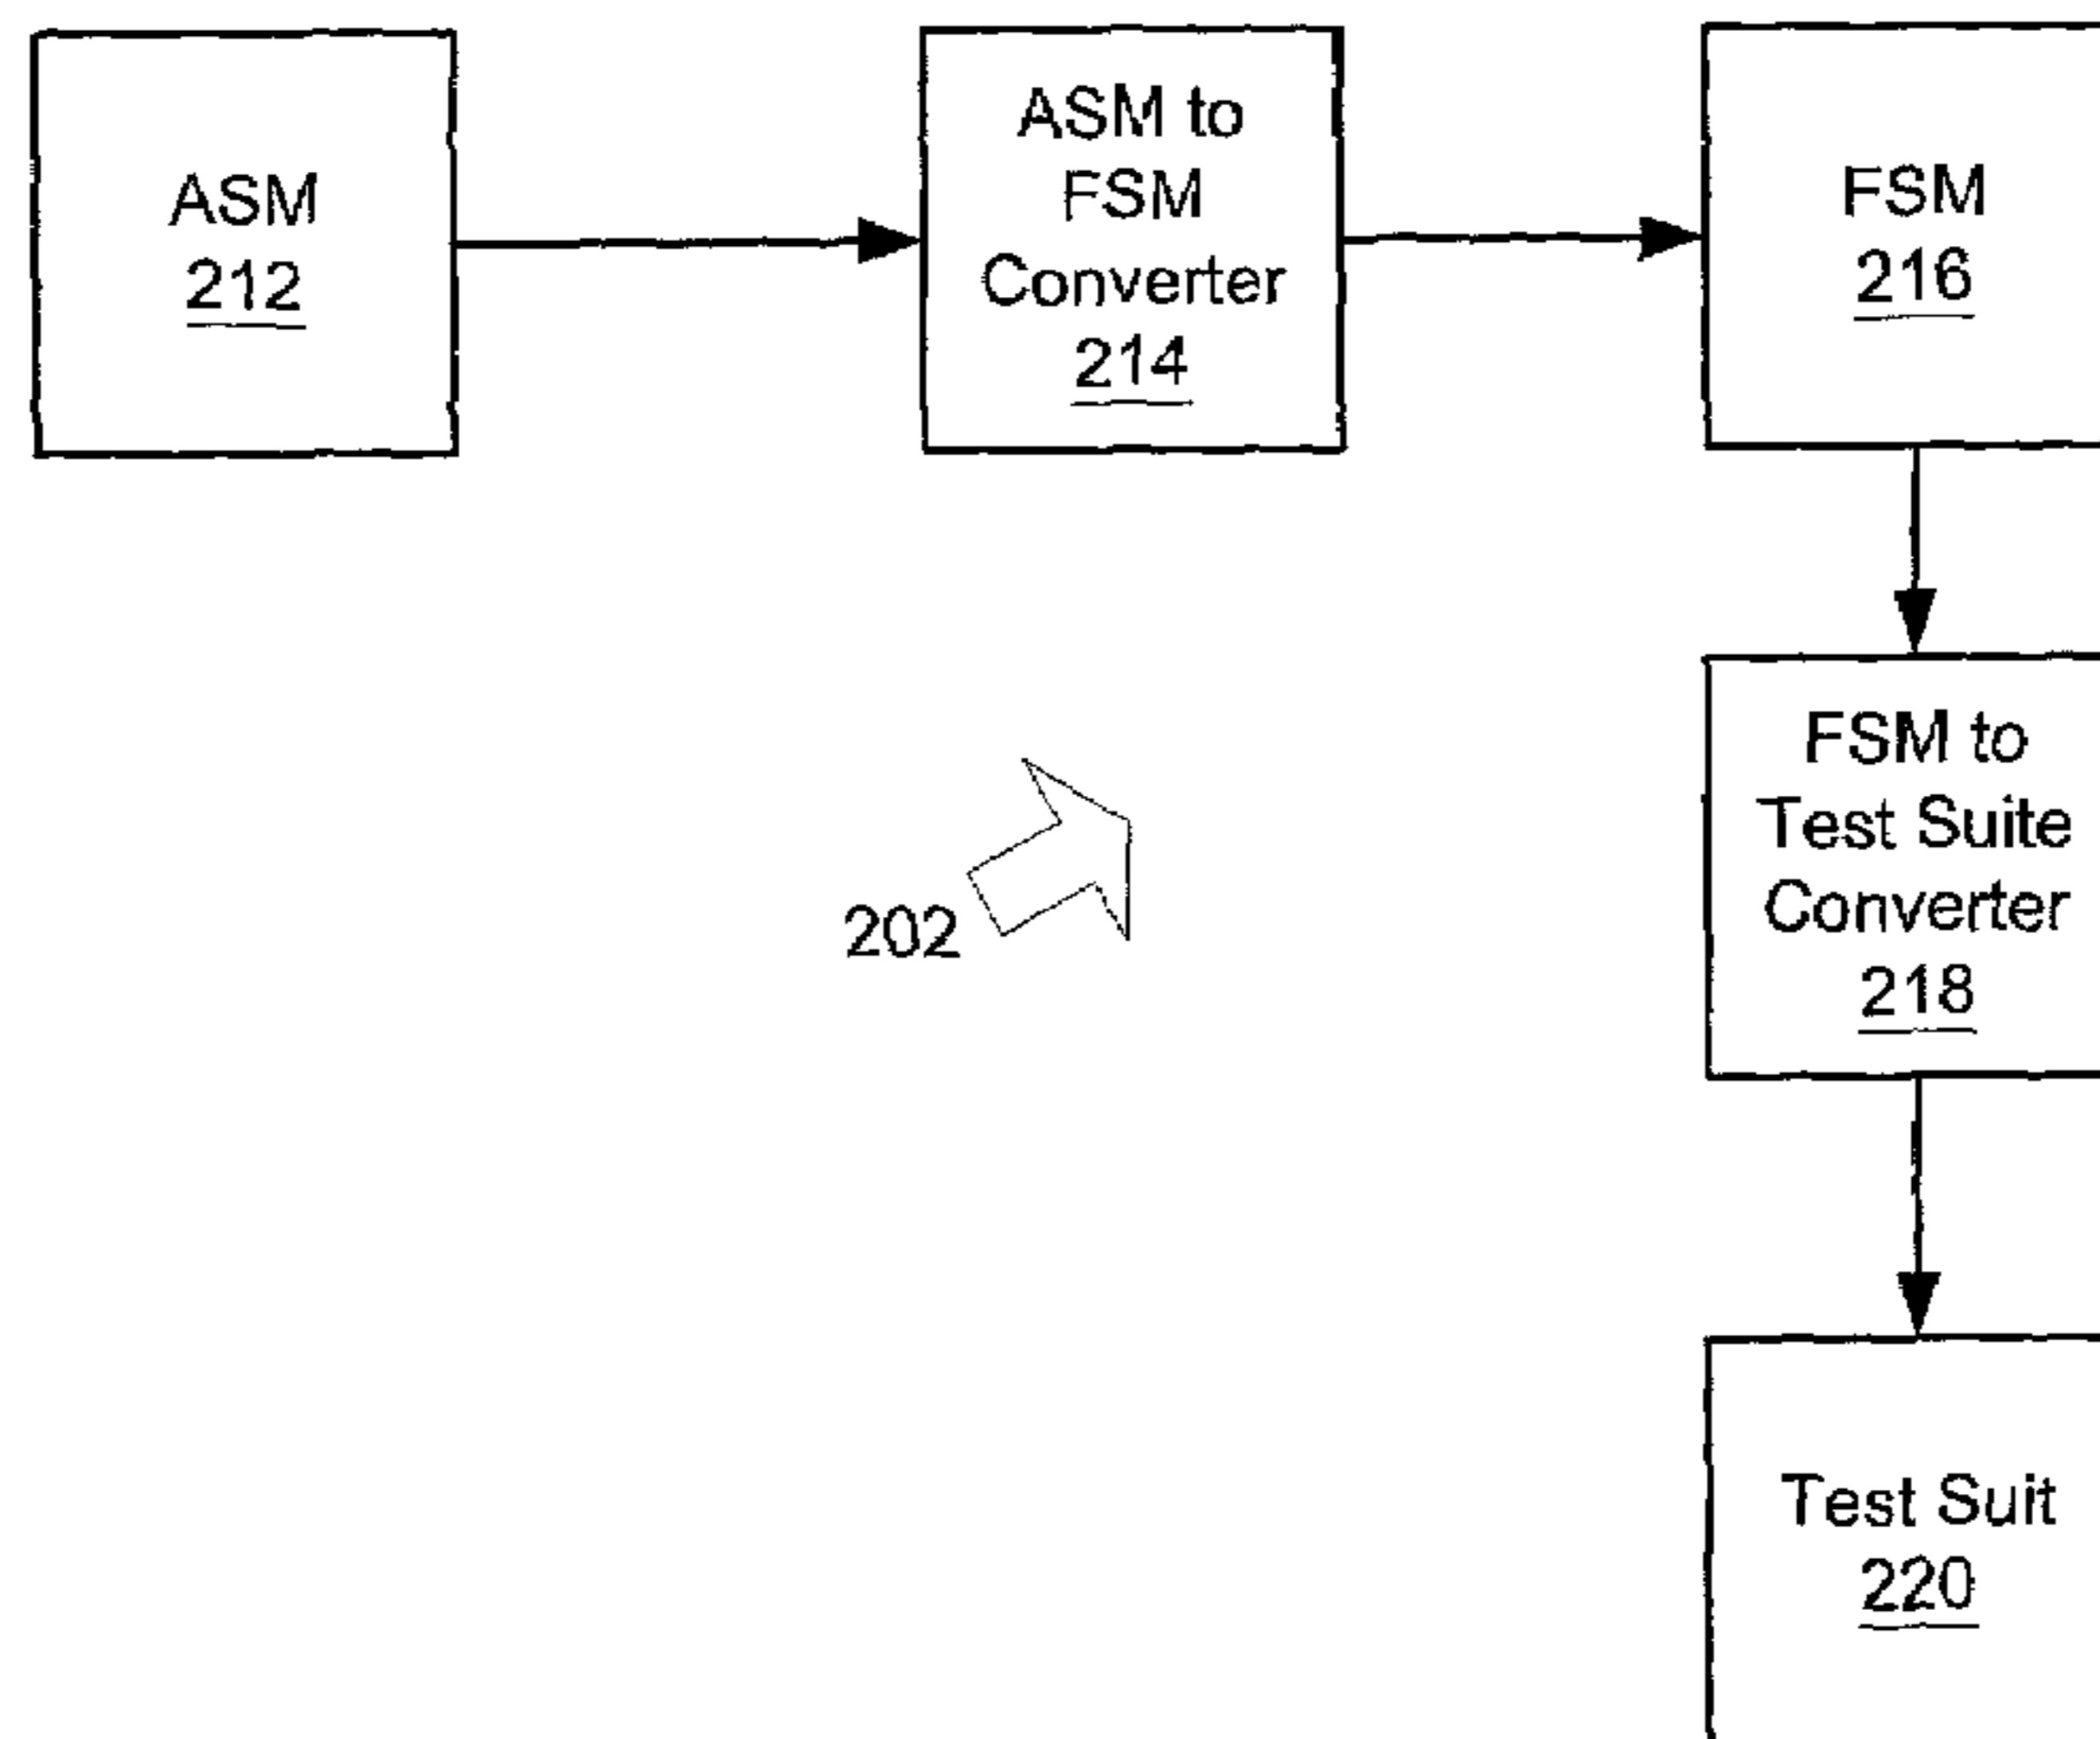 ASM
212
ASM to
FSM
Converter
214
FSM
216
FSM to
Test Suite
Converter
218
202
Test Suit
220